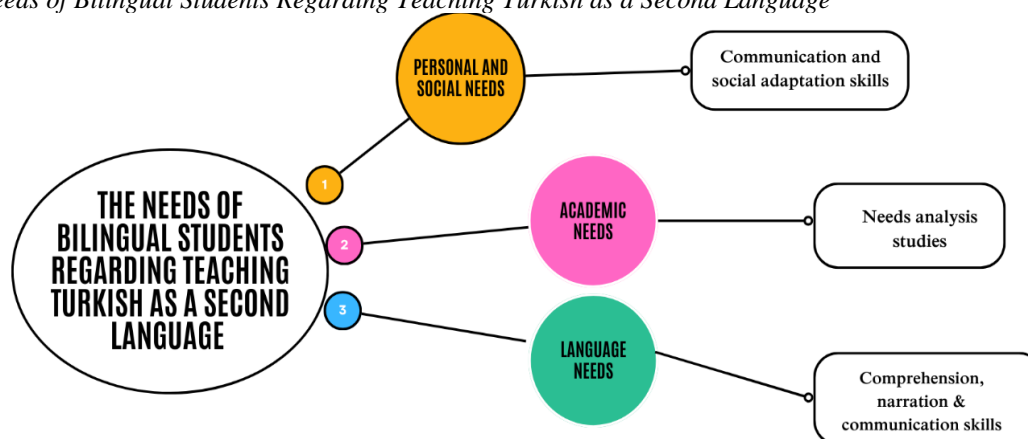 eeds of Bilingual Students Regarding Teaching Turkish as a Second Language
PERSONAL AND
SOCIAL NEEDS
Communication and
social adaptation skills
1
THE NEEDS OF
BILINGUAL STUDENTS
REGARDING TEACHING
TURKISH AS A SECOND
LANGUAGE
2
ACADEMIC
NEEDS
Needs analysis
studies
3
LANGUAGE
NEEDS
Comprehension,
narration &
communication skills